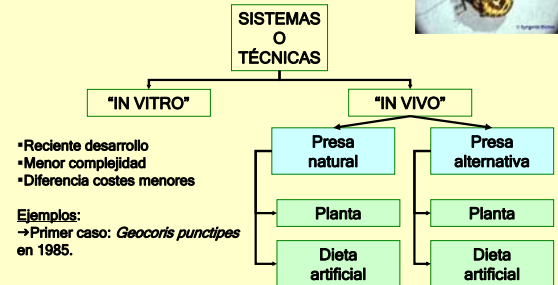 SISTEMAS
O
TÉCNICAS
“IN VITRO”
“IN VIVO”
▪Reciente desarrollo
▪Menor complejidad
▪Diferencia costes menores
Ejemplos:
→Primer caso: Geocoris punctipes
en 1985.
Presa
natural
Presa
alternativa
Planta
Planta
Dieta
artificial
Dieta
artificial